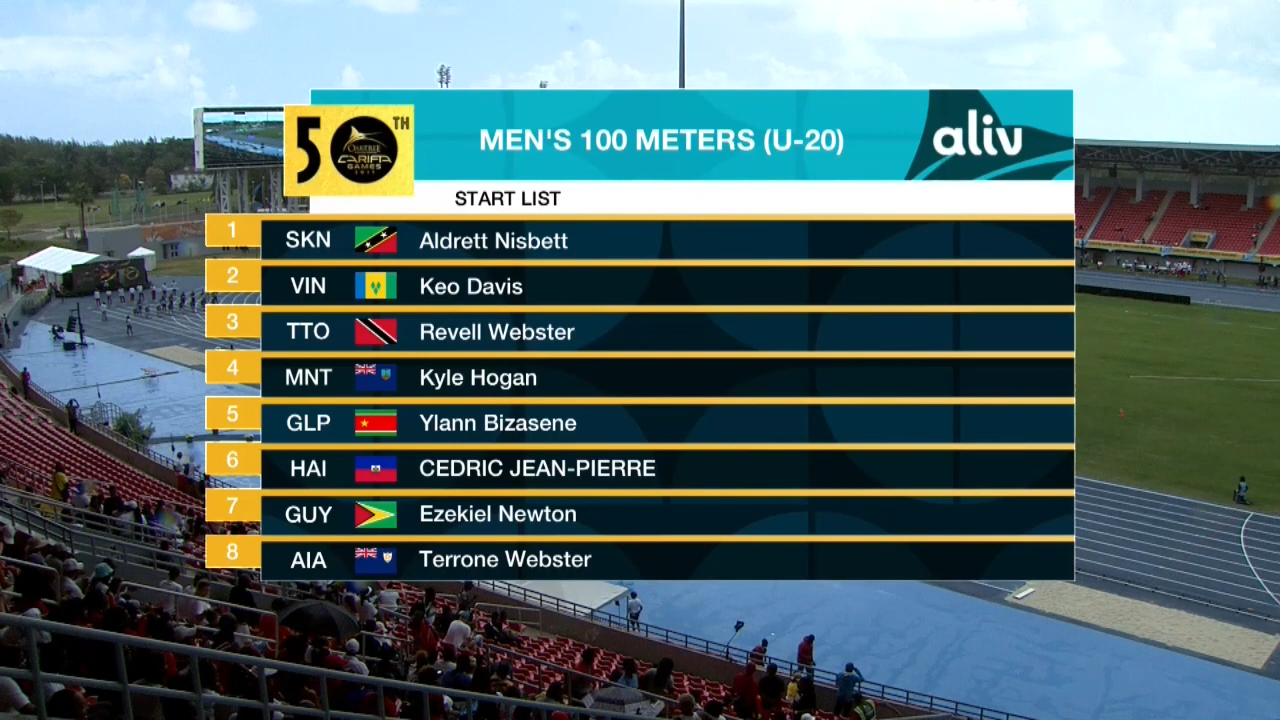 50TH
OAKTREE
CARIFTA
GAMES
MEN'S 100 METERS (U-20)
aliv
START LIST
1 SKN Aldrett Nisbett
2 VIN Keo Davis
3 TTO Revell Webster
4 MNT Kyle Hogan
5 GLP Ylann Bizasene
6 HAI CEDRIC JEAN-PIERRE
7 GUY Ezekiel Newton
8 AIA Terrone Webster